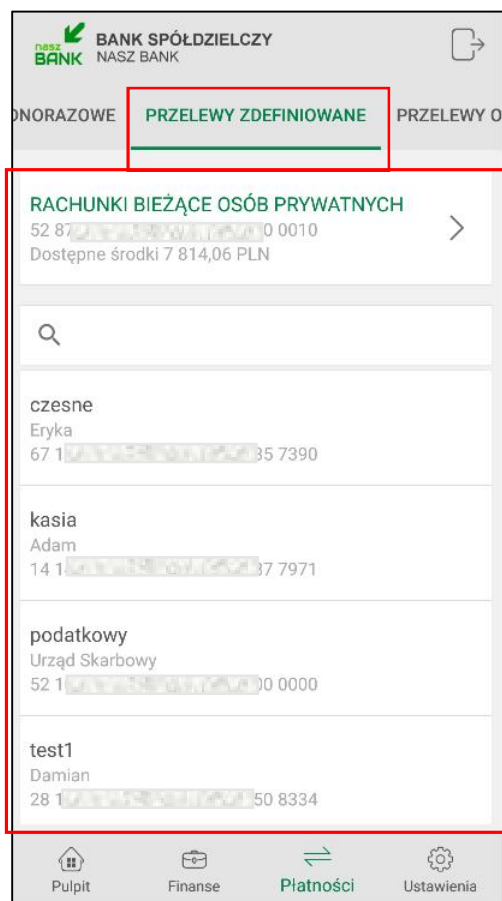 nasz BANK
BANK SPÓŁDZIELCZY
NASZ BANK
ONORAZOWE PRZELEWY ZDEFINIOWANE PRZELEWY O
RACHUNKI BIEŻĄCE OSÓB PRYWATNYCH
52 87 0 0010
Dostępne środki 7 814,06 PLN
czesne
Eryka
67 1 35 7390
kasia
Adam
14 1 37 7971
podatkowy
Urząd Skarbowy
52 1 00 0000
test1
Damian
28 1 50 8334
Pulpit Finanse Płatności Ustawienia